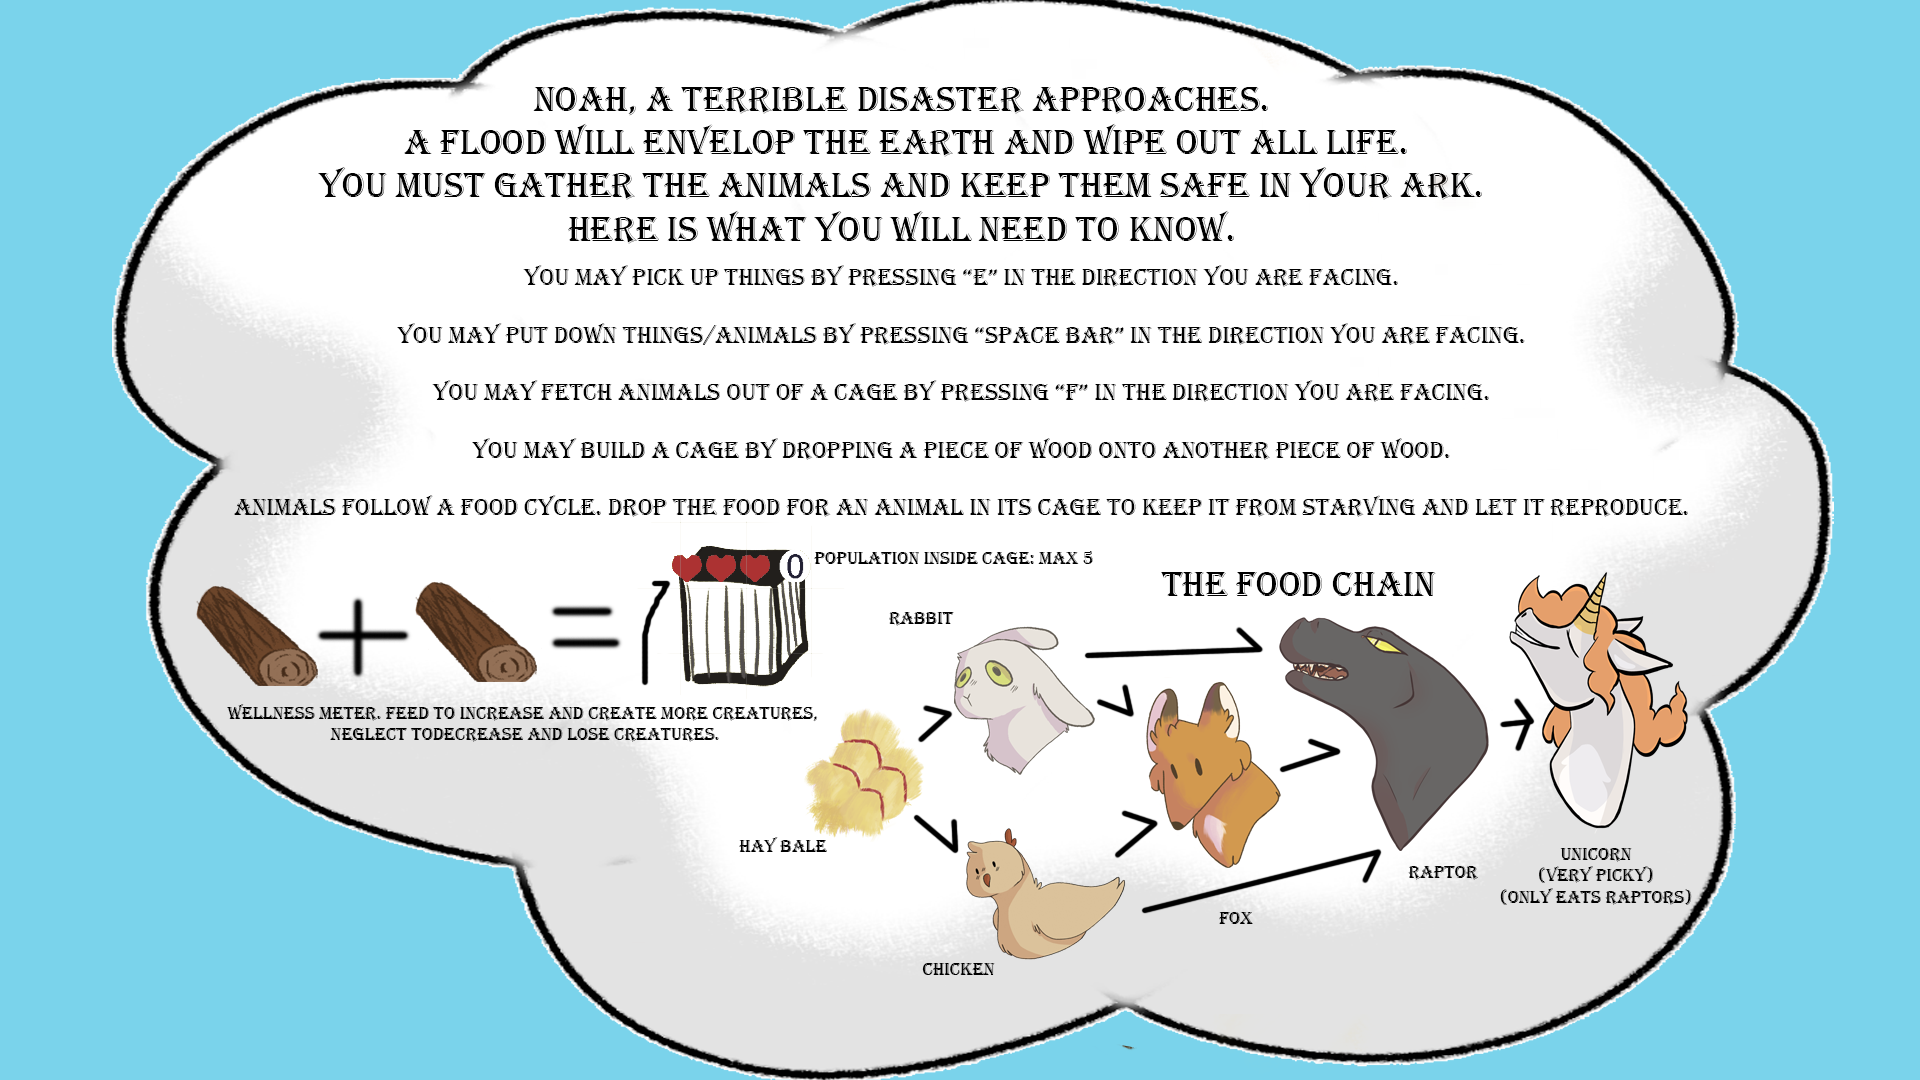 NOAH, A TERRIBLE DISASTER APPROACHES.
A FLOOD WILL ENVELOP THE EARTH AND WIPE OUT ALL LIFE.
YOU MUST GATHER THE ANIMALS AND KEEP THEM SAFE IN YOUR ARK.
HERE IS WHAT YOU WILL NEED TO KNOW.
YOU MAY PICK UP THINGS BY PRESSING “E” IN THE DIRECTION YOU ARE FACING.
YOU MAY PUT DOWN THINGS/ANIMALS BY PRESSING “SPACE BAR” IN THE DIRECTION YOU ARE FACING.
YOU MAY FETCH ANIMALS OUT OF A CAGE BY PRESSING “F” IN THE DIRECTION YOU ARE FACING.
YOU MAY BUILD A CAGE BY DROPPING A PIECE OF WOOD ONTO ANOTHER PIECE OF WOOD.
ANIMALS FOLLOW A FOOD CYCLE. DROP THE FOOD FOR AN ANIMAL IN ITS CAGE TO KEEP IT FROM STARVING AND LET IT REPRODUCE.
0
POPULATION INSIDE CAGE: MAX 5
WELLNESS METER. FEED TO INCREASE AND CREATE MORE CREATURES,
NEGLECT TODECREASE AND LOSE CREATURES.
THE FOOD CHAIN
RABBIT
HAY BALE
CHICKEN
FOX
RAPTOR
UNICORN
(VERY PICKY)
(ONLY EATS RAPTORS)